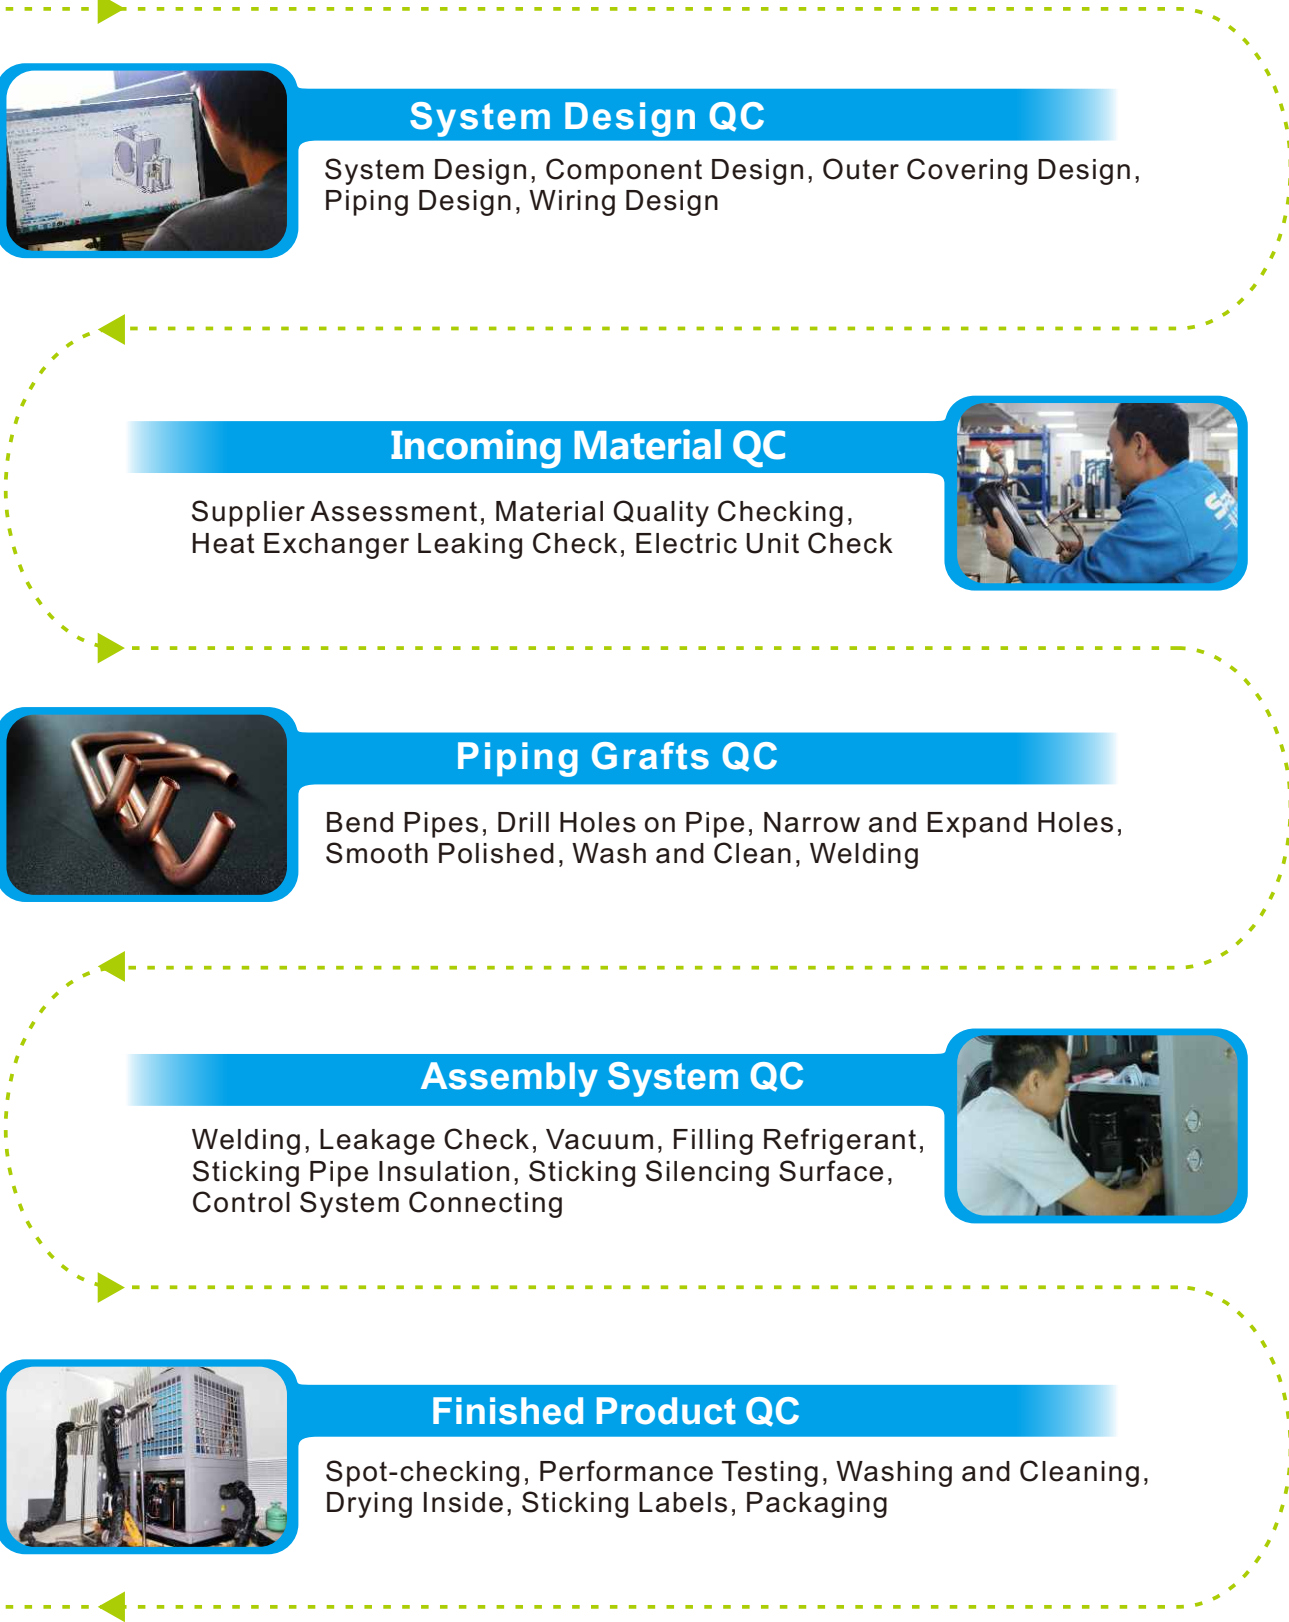 System Design QC
System Design, Component Design, Outer Covering Design,
Piping Design, Wiring Design
Incoming Material QC
Supplier Assessment, Material Quality Checking,
Heat Exchanger Leaking Check, Electric Unit Check
Piping Grafts QC
Bend Pipes, Drill Holes on Pipe, Narrow and Expand Holes,
Smooth Polished, Wash and Clean, Welding
Assembly System QC
Welding, Leakage Check, Vacuum, Filling Refrigerant,
Sticking Pipe Insulation, Sticking Silencing Surface,
Control System Connecting
Finished Product QC
Spot-checking, Performance Testing, Washing and Cleaning,
Drying Inside, Sticking Labels, Packaging